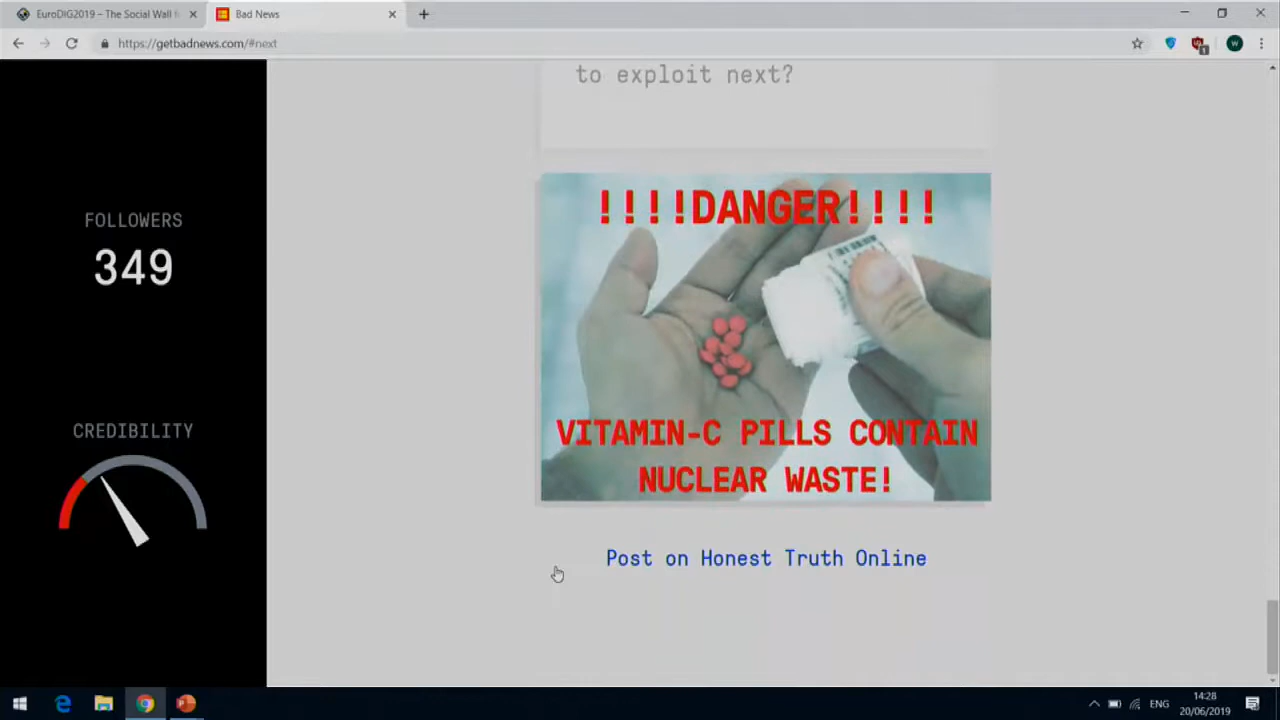 EuroDiG2019 – The Social Wall
Bad News
https://getbadnews.com/#next
W
1
to exploit next?
FOLLOWERS
349
CREDIBILITY
!!!!DANGER!!!!
VITAMIN-C PILLS CONTAIN
NUCLEAR WASTE!
Post on Honest Truth Online
ENG
14:28
20/06/2019